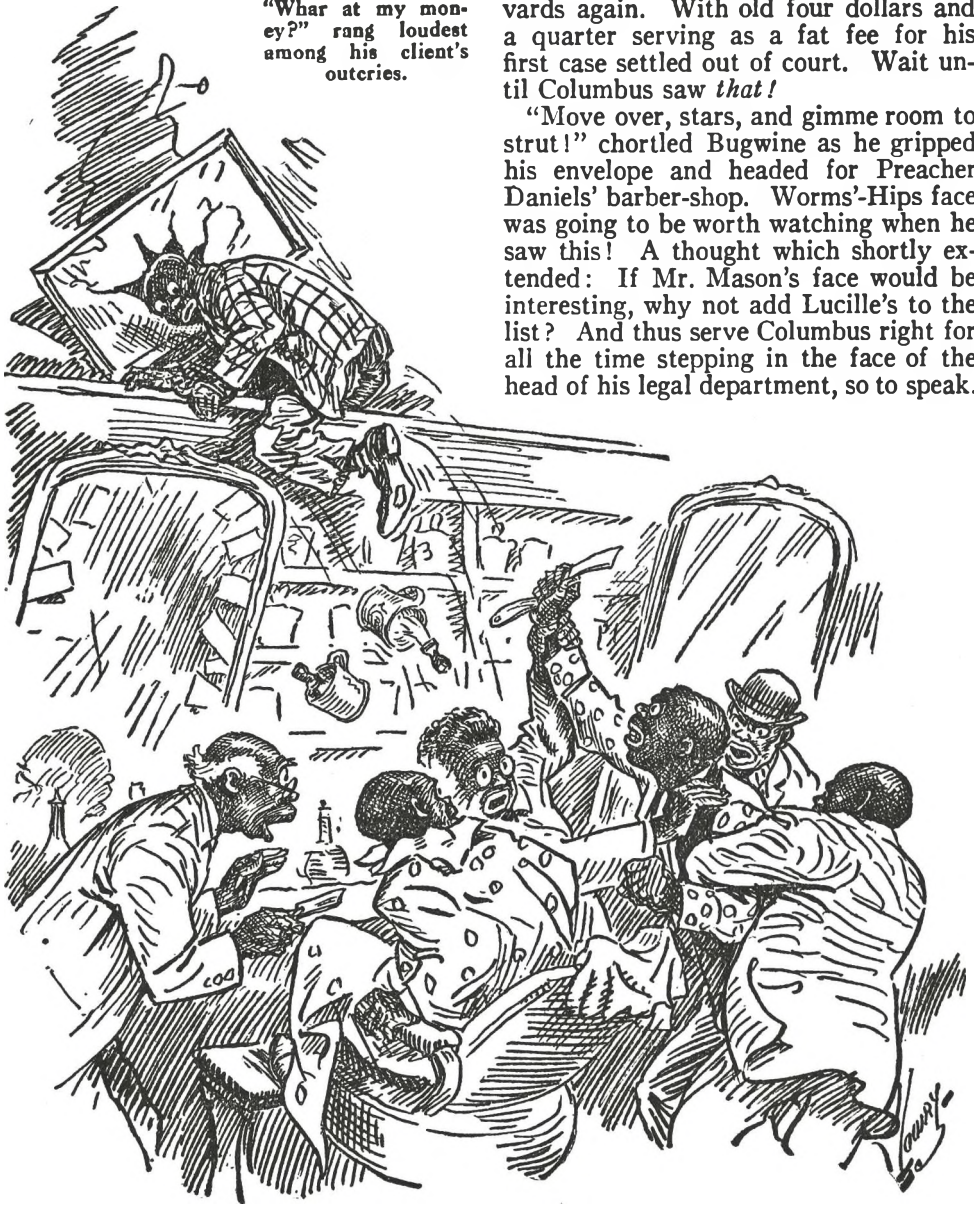 "Whar at my mon-
ey?" rang loudest
among his client's
outcries.
vards again. With old four dollars and
a quarter serving as a fat fee for his
first case settled out of court. Wait un-
til Columbus saw that!
"Move over, stars, and gimme room to
strut!" chortled Bugwine as he gripped
his envelope and headed for Preacher
Daniels' barber-shop. Worms'-Hips face
was going to be worth watching when he
saw this! A thought which shortly ex-
tended: If Mr. Mason's face would be
interesting, why not add Lucille's to the
list? And thus serve Columbus right for
all the time stepping in the face of the
head of his legal department, so to speak.
10
3